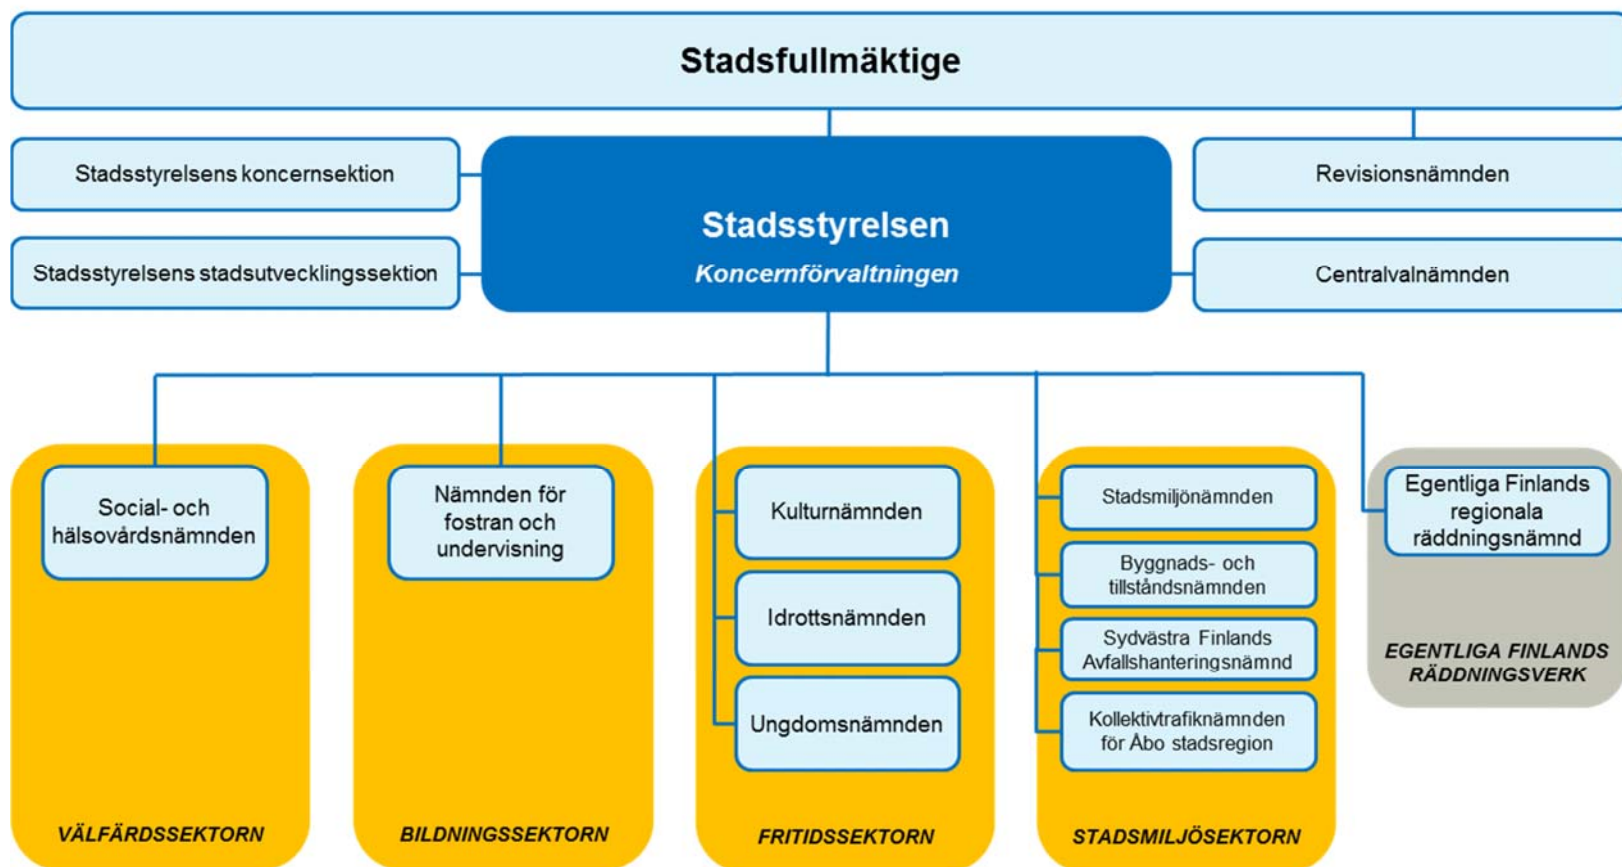 Stadsfullmäktige
Stadsstyrelsens koncernsektion
Stadsstyrelsens stadsutvecklingssektion
Stadsstyrelsen
Koncernförvaltningen
Revisionsnämnden
Centralvalnämnden
Social- och
hälsovårdsnämnden
VÄLFÄRDSSEKTORN
Nämnden för
fostran och
undervisning
BILDNINGSSEKTORN
Kulturnämnden
Idrottsnämnden
Ungdomsnämnden
FRITIDSSEKTORN
Stadsmiljönämnden
Byggnads- och
tillståndsnämnden
Sydvästra Finlands
Avfallshanteringsnämnd
Kollektivtrafiknämnden
för Åbo stadsregion
STADSMILJÖSEKTORN
Egentliga Finlands
regionala
räddningsnämnd
EGENTLIGA FINLANDS
RÄDDNINGSVERK